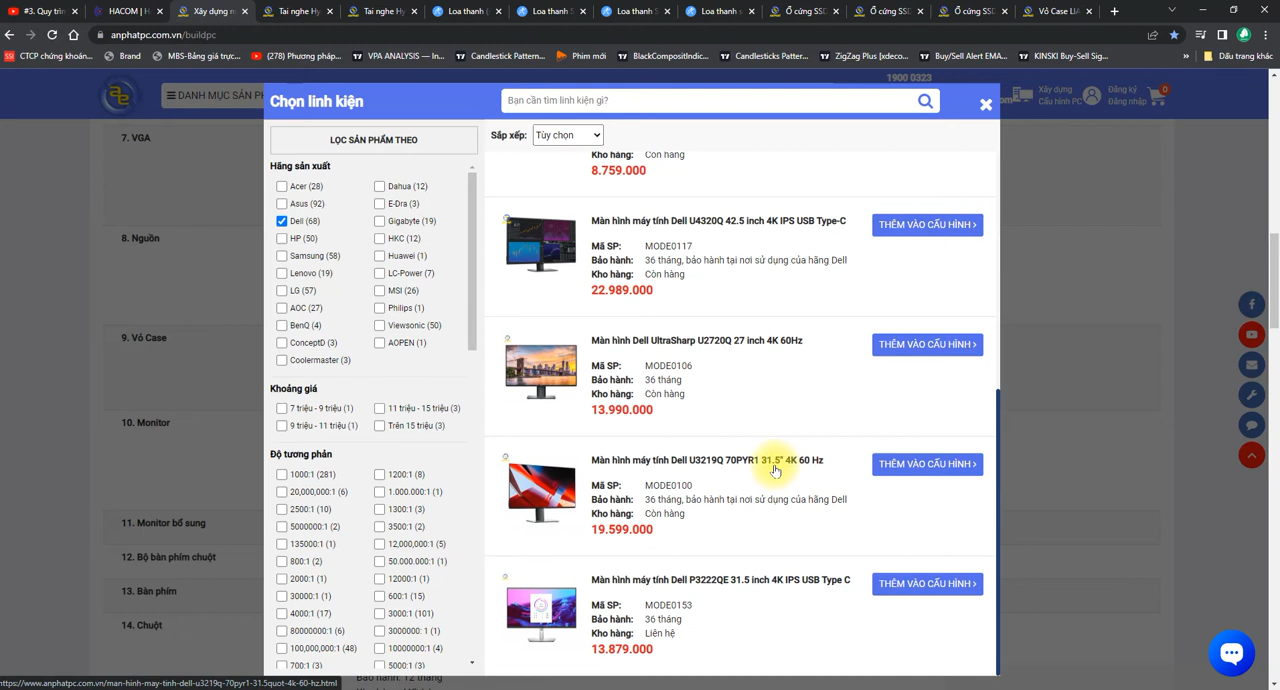 #3. Quy trìn
HACOM | H
Xây dựng m
Tai nghe Hy
Tai nghe Hy
Loa thanh (
Loa thanh S
Loa thanh S
Loa thanh s
Ổ cứng SSD
Ổ cứng SSD
Ổ cứng SSD
Vỏ Case LIA
anphatpc.com.vn/buildpc
CTCP chứng khoán...
Brand
MBS-Bảng giá trực...
(278) Phương pháp...
VPA ANALYSIS — In...
Candlestick Pattern...
Phim mới
BlackCompositIndic...
Candlesticks Patter...
ZigZag Plus [xdeco...
Buy/Sell Alert EMA...
KINSKI Buy-Sell Sig...
»
Dấu trang khác
1900 0323
DANH MỤC SẢN PH
Xây dựng
Cấu hình PC
Đăng ký
Đăng nhập
0
Chọn linh kiện
Bạn cần tìm linh kiện gì?
LỌC SẢN PHẨM THEO
Sắp xếp: Tùy chọn
Hãng sản xuất
Acer (28) Dahua (12)
Asus (92) E-Dra (3)
Dell (68) Gigabyte (19)
HP (50) HKC (12)
Samsung (58) Huawei (1)
Lenovo (19) LC-Power (7)
LG (57) MSI (26)
AOC (27) Philips (1)
BenQ (4) Viewsonic (50)
ConceptD (3) AOPEN (1)
Coolermaster (3)
Khoảng giá
7 triệu - 9 triệu (1) 11 triệu - 15 triệu (3)
9 triệu - 11 triệu (1) Trên 15 triệu (3)
Độ tương phản
1000:1 (281) 1200:1 (8)
20,000,000:1 (6) 1.000.000:1 (1)
2500:1 (10) 1300:1 (3)
5000000:1 (2) 3500:1 (2)
135000:1 (1) 12,000,000:1 (5)
800:1 (2) 50.000.000:1 (1)
2000:1 (1) 12000:1 (1)
30000:1 (1) 600:1 (15)
4000:1 (17) 3000:1 (101)
80000000:1 (6) 3000000: 1 (1)
100,000,000:1 (48) 10000000:1 (4)
700:1 (3) 5000:1 (3)
Kho hàng: Còn hàng
8.759.000
Màn hình máy tính Dell U4320Q 42.5 inch 4K IPS USB Type-C
Mã SP: MODE0117
Bảo hành: 36 tháng, bảo hành tại nơi sử dụng của hãng Dell
Kho hàng: Còn hàng
22.989.000
THÊM VÀO CẤU HÌNH ›
Màn hình Dell UltraSharp U2720Q 27 inch 4K 60Hz
Mã SP: MODE0106
Bảo hành: 36 tháng
Kho hàng: Còn hàng
13.990.000
THÊM VÀO CẤU HÌNH ›
Màn hình máy tính Dell U3219Q 70PYR1 31.5" 4K 60 Hz
Mã SP: MODE0100
Bảo hành: 36 tháng, bảo hành tại nơi sử dụng của hãng Dell
Kho hàng: Còn hàng
19.599.000
THÊM VÀO CẤU HÌNH ›
Màn hình máy tính Dell P3222QE 31.5 inch 4K IPS USB Type C
Mã SP: MODE0153
Bảo hành: 36 tháng
Kho hàng: Liên hệ
13.879.000
THÊM VÀO CẤU HÌNH ›
7. VGA
8. Nguồn
9. Vỏ Case
10. Monitor
11. Monitor bổ sung
12. Bộ bàn phím chuột
13. Bàn phím
14. Chuột
Bảo hành: 12 tháng
https://www.anphatpc.com.vn/man-hinh-may-tinh-dell-u3219q-70pyr1-31.5quot-4k-60-hz.html